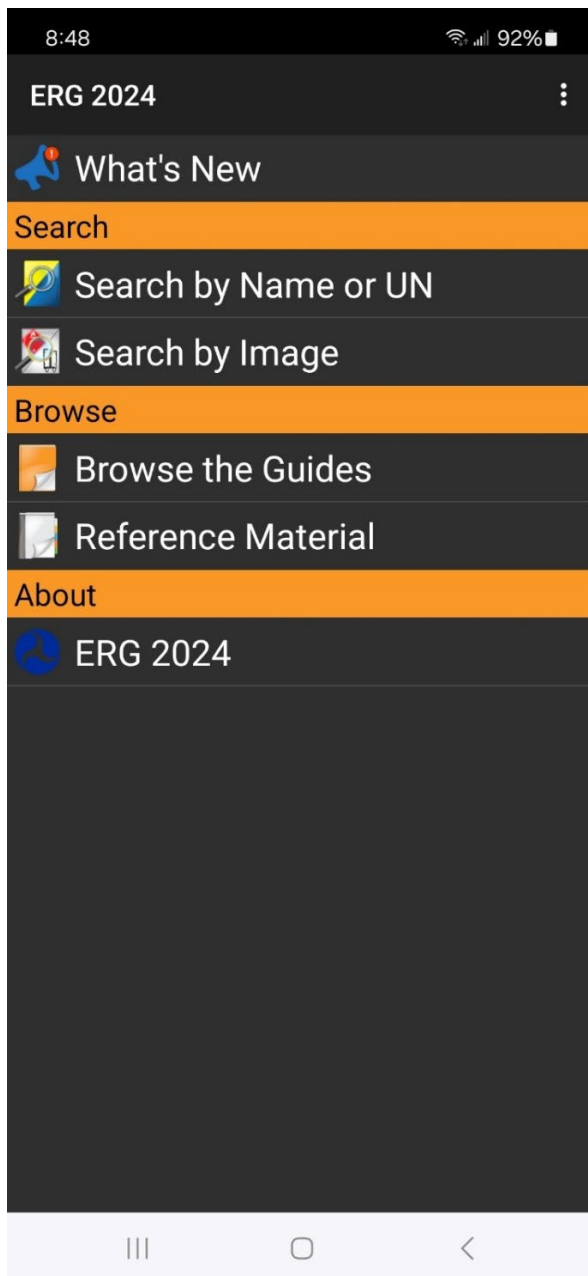 8:48 92%
ERG 2024
What's New
Search
Search by Name or UN
Search by Image
Browse
Browse the Guides
Reference Material
About
ERG 2024